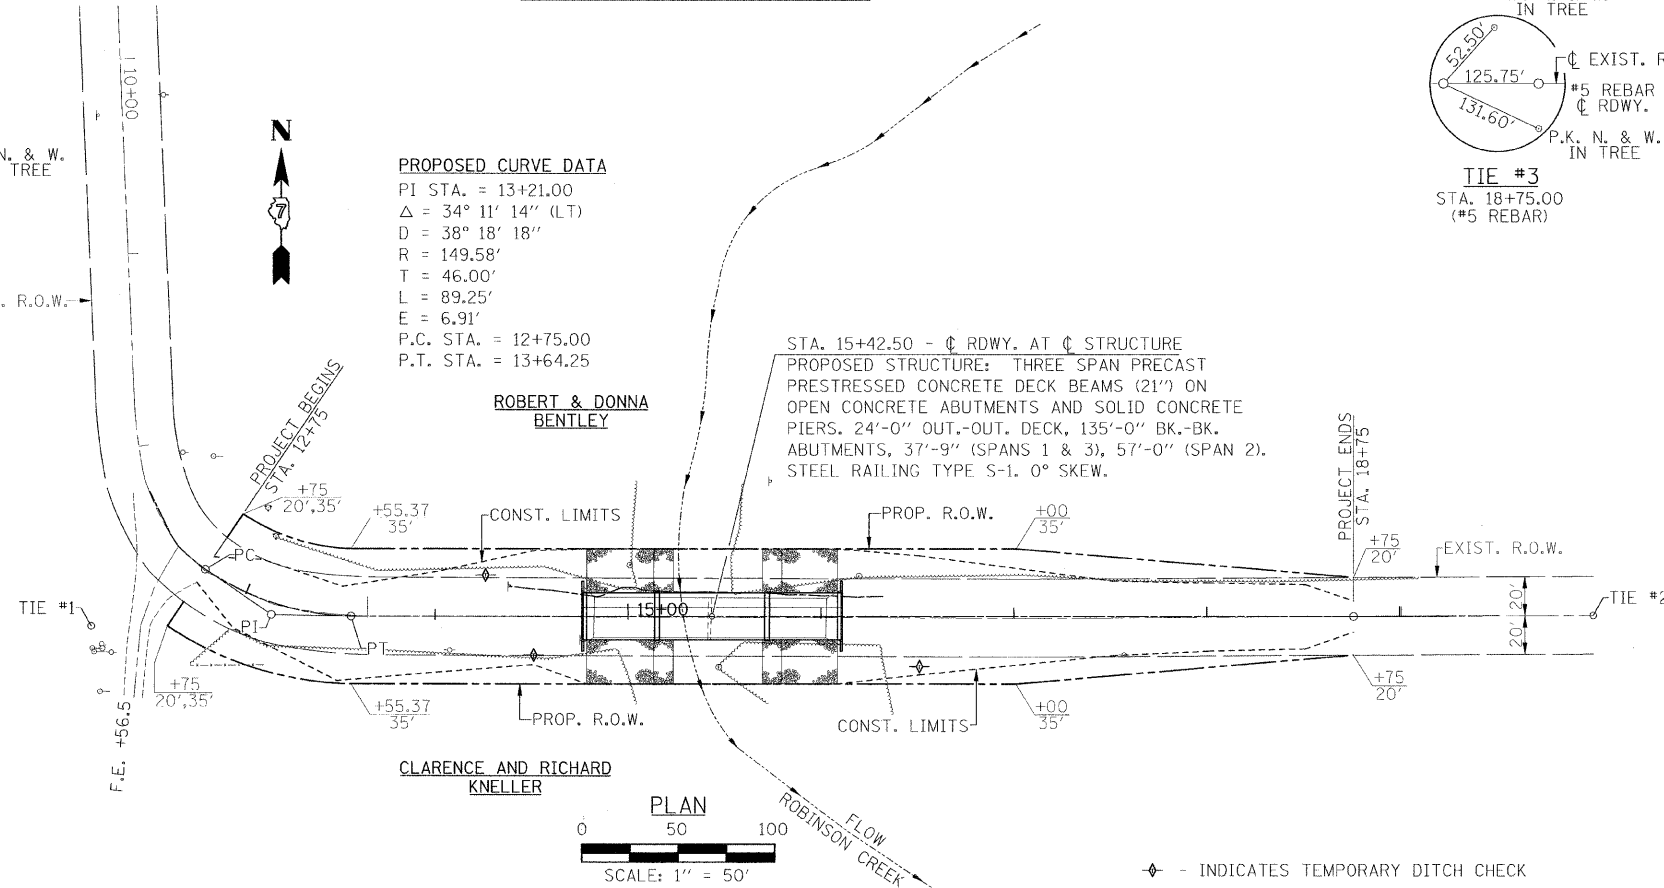 IN TREE
52.50'
℄ EXIST. R
125.75'
#5 REBAR
℄ RDWY.
131.60'
P.K. N. & W.
IN TREE
TIE #3
STA. 18+75.00
(#5 REBAR)
110+00
N. & W.
TREE
N
7
PROPOSED CURVE DATA
PI STA. = 13+21.00
Δ = 34° 11' 14" (LT)
D = 38° 18' 18"
R = 149.58'
T = 46.00'
L = 89.25'
E = 6.91'
P.C. STA. = 12+75.00
P.T. STA. = 13+64.25
. R.O.W.
STA. 15+42.50 - ℄ RDWY. AT ℄ STRUCTURE
PROPOSED STRUCTURE: THREE SPAN PRECAST
PRESTRESSED CONCRETE DECK BEAMS (21") ON
OPEN CONCRETE ABUTMENTS AND SOLID CONCRETE
PIERS. 24'-0" OUT.-OUT. DECK, 135'-0" BK.-BK.
ABUTMENTS, 37'-9" (SPANS 1 & 3), 57'-0" (SPAN 2).
STEEL RAILING TYPE S-1. 0° SKEW.
ROBERT & DONNA
BENTLEY
PROJECT BEGINS
STA. 12+75
PROJECT ENDS
STA. 18+75
+75
20',35'
+55.37
35'
CONST. LIMITS
PROP. R.O.W.
+00
35'
+75
20'
EXIST. R.O.W.
PC
TIE #1
PI
PT
15+00
20'
20'
TIE #2
+75
20',35'
+55.37
35'
PROP. R.O.W.
CONST. LIMITS
+00
35'
+75
20'
F.E. +56.5
CLARENCE AND RICHARD
KNELLER
PLAN
0 50 100
SCALE: 1" = 50'
FLOW
ROBINSON CREEK
- INDICATES TEMPORARY DITCH CHECK